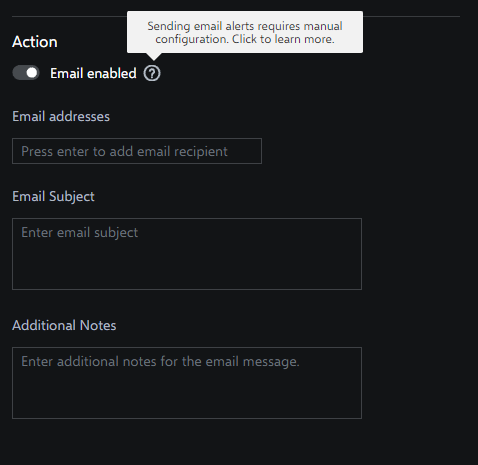 Sending email alerts requires manual
configuration. Click to learn more.
Action
Email enabled ?
Email addresses
Press enter to add email recipient
Email Subject
Enter email subject
Additional Notes
Enter additional notes for the email message.